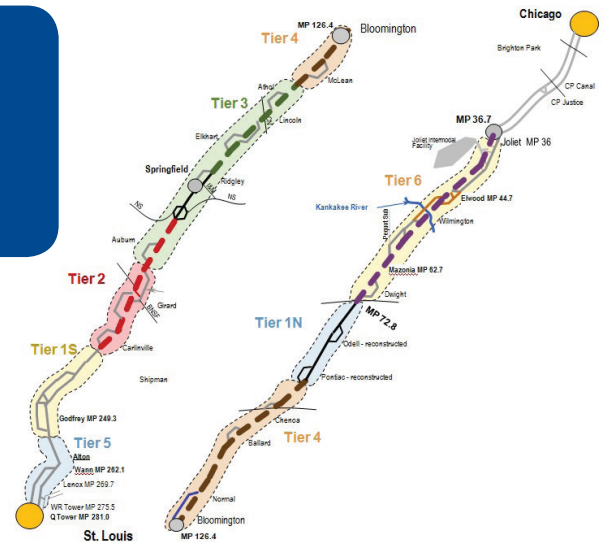 MP 126.4
Bloomington
Tier 4
McLean
Athol
Tier 3
Lincoln
Elkhart
Springfield
Ridgley
NS
NS
Auburn
Tier 2
Girard
BNSF
Tier 1S
Carlinville
Shipman
Godfrey MP 249.3
Tier 5
Alton
Wann MP 262.1
Lenox MP 269.7
WR Tower MP 275.5
Q Tower MP 281.0
St. Louis
Chicago
Brighton Park
CP Canal
CP Justice
MP 36.7
Joliet Intermodal
Facility
Joliet MP 36
Tier 6
Elwood MP 44.7
Kankakee River
Wilmington
Mazonia MP 62.7
Dwight
MP 72.8
Tier 1N
Odell - reconstructed
Pontiac - reconstructed
Chenoa
Tier 4
Ballard
Normal
Bloomington
MP 126.4